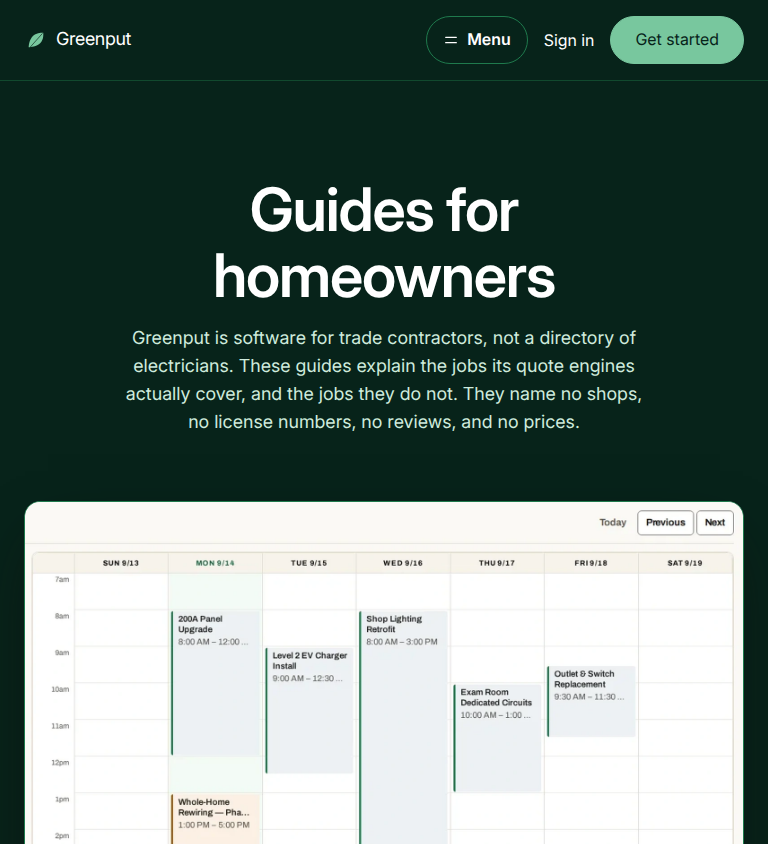 Greenput
Menu
Sign in
Get started
Guides for
homeowners
Greenput is software for trade contractors, not a directory of
electricians. These guides explain the jobs its quote engines
actually cover, and the jobs they do not. They name no shops,
no license numbers, no reviews, and no prices.
Today
Previous
Next
SUN 9/13
MON 9/14
TUE 9/15
WED 9/16
THU 9/17
FRI 9/18
SAT 9/19
7am
8am
200A Panel
Upgrade
8:00 AM – 12:00 ...
Shop Lighting
Retrofit
8:00 AM – 3:00 PM
9am
Level 2 EV Charger
Install
9:00 AM – 12:30 ...
Outlet & Switch
Replacement
9:30 AM – 11:30 ...
10am
Exam Room
Dedicated Circuits
10:00 AM – 1:00 ...
11am
12pm
1pm
Whole-Home
Rewiring — Pha...
1:00 PM – 5:00 PM
2pm